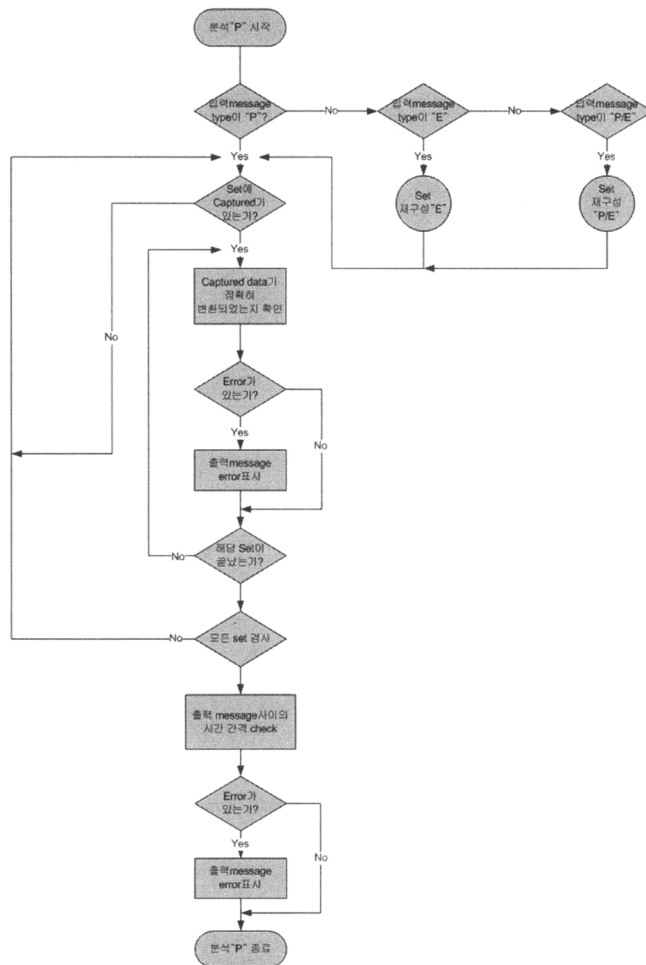 분석"P" 시작
입력message
type이 "P"?
No
입력message
type이 "E"
No
입력message
type이 "P/E"
Yes
Yes
Yes
Set에
Captured가
있는가?
Set
재구성"E"
Set
재구성
"P/E"
Yes
Captured data가
정확히
변환되었는지 확인
No
Error가
있는가?
Yes
No
출력message
error표시
해당 Set이
끝났는가?
No
모든 set 검사
No
출력 message사이의
시간 간격 check
Error가
있는가?
Yes
No
출력message
error표시
분석"P" 종료